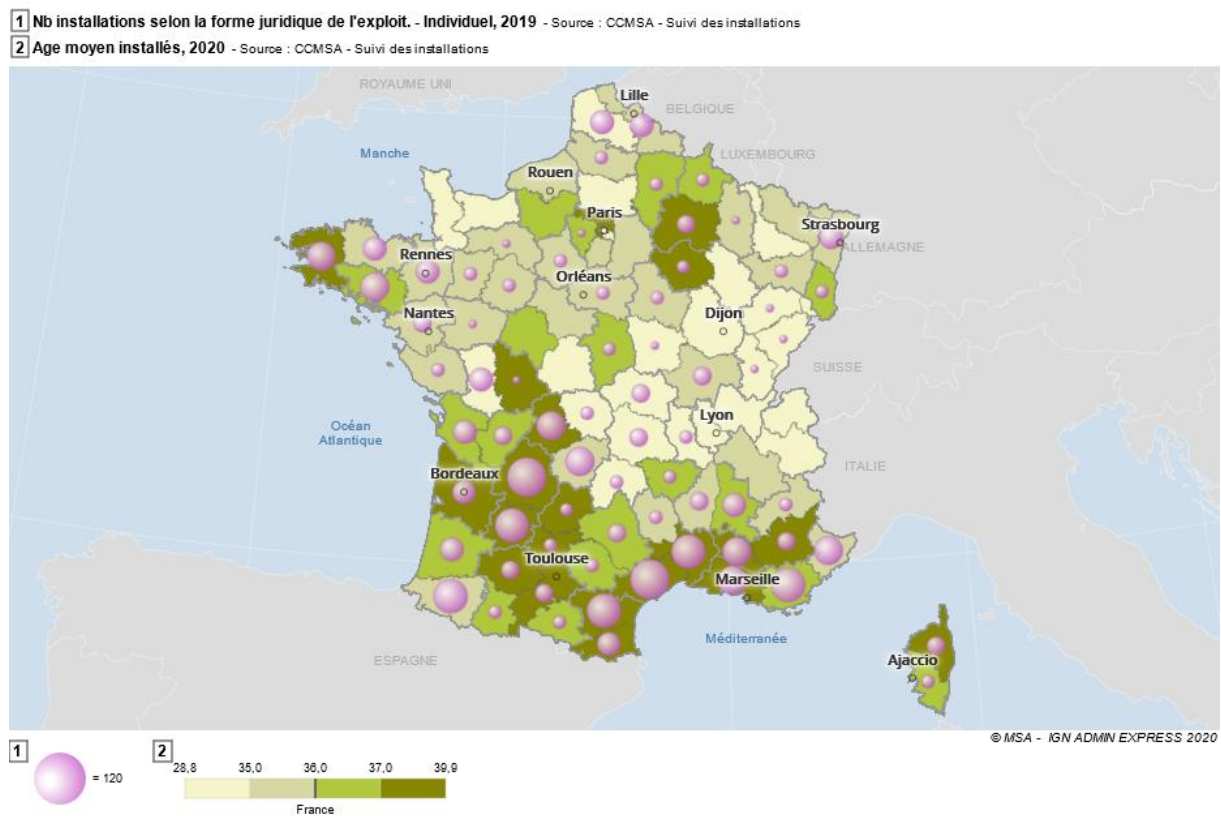 1 Nb installations selon la forme juridique de l'exploit. - Individuel, 2019 - Source : CCMSA - Suivi des installations
2 Age moyen installés, 2020 - Source : CCMSA - Suivi des installations
ROYAUME UNI
Lille
BELGIQUE
Manche
LUXEMBOURG
Rouen
Paris
Strasbourg
ALLEMAGNE
Rennes
Orléans
Nantes
Dijon
SUISSE
Océan
Atlantique
Lyon
ITALIE
Bordeaux
Toulouse
Marseille
Méditerranée
ESPAGNE
Ajaccio
© MSA - IGN ADMIN EXPRESS 2020
1
= 120
2
28,8 35,0 36,0 37,0 39,9
France